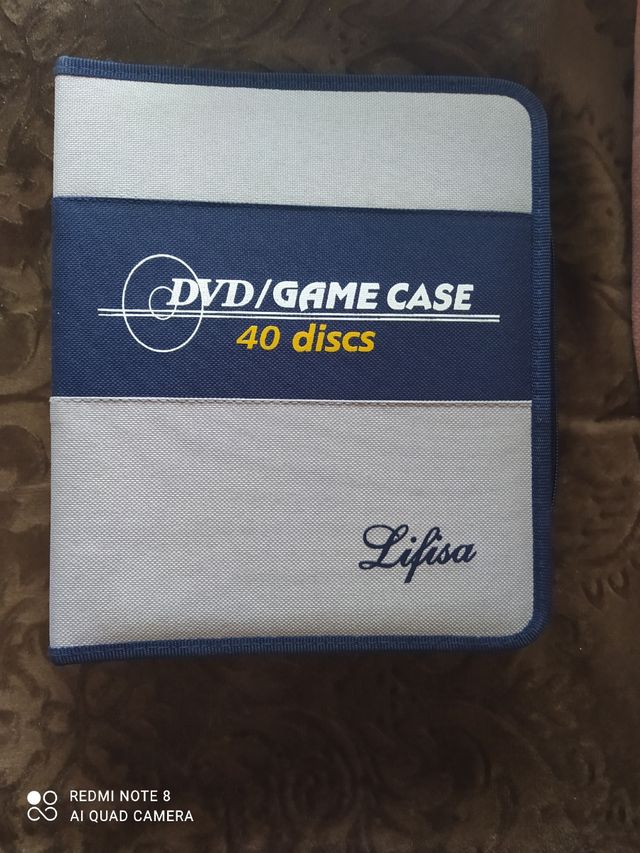 DVD/GAME CASE
40 discs
Lifisa
REDMI NOTE 8
AI QUAD CAMERA